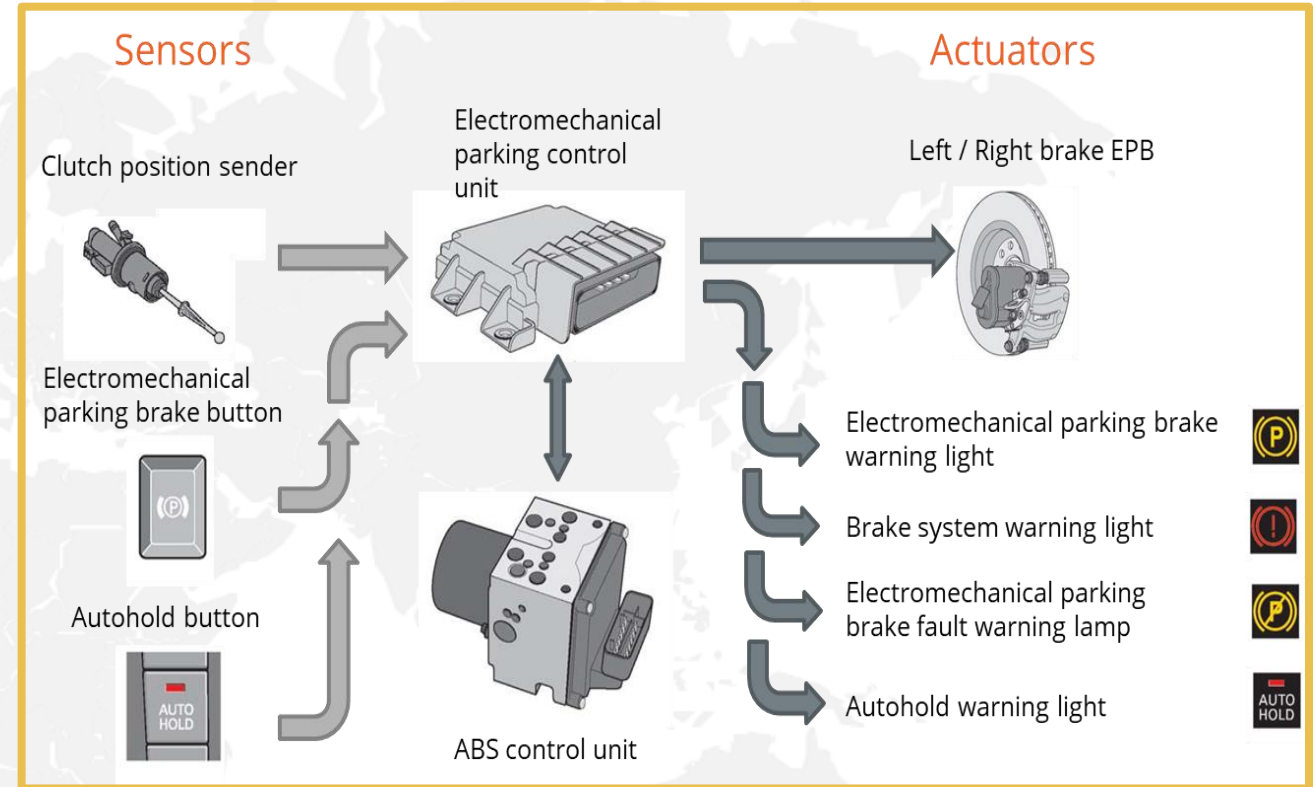 Sensors
Actuators
Electromechanical
parking control
unit
Clutch position sender
Left / Right brake EPB
Electromechanical
parking brake button
(P)
Electromechanical parking brake
warning light
P
Brake system warning light
!
Electromechanical parking
brake fault warning lamp
P
Autohold button
AUTO
HOLD
Autohold warning light
AUTO
HOLD
ABS control unit